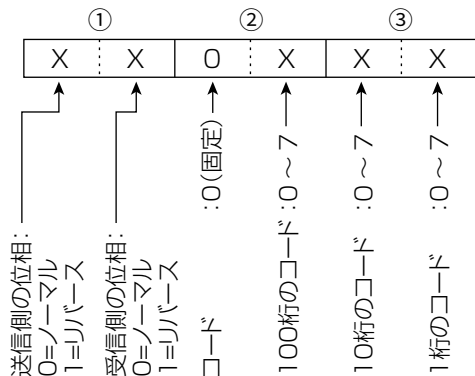 ① ② ③
X X 0 X X X
送信側の位相:
0=ノーマル
1=リバース
受信側の位相:
0=ノーマル
1=リバース
コード :0(固定)
100桁のコード:0～7
10桁のコード :0～7
1桁のコード :0～7